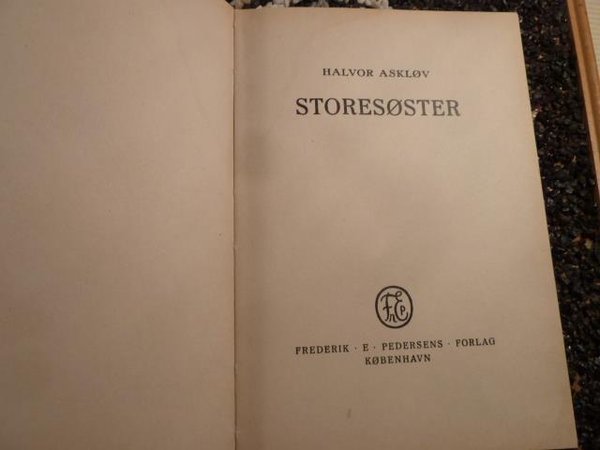 HALVOR ASKLØV
STORESØSTER
FREDERIK · E · PEDERSENS · FORLAG
KØBENHAVN